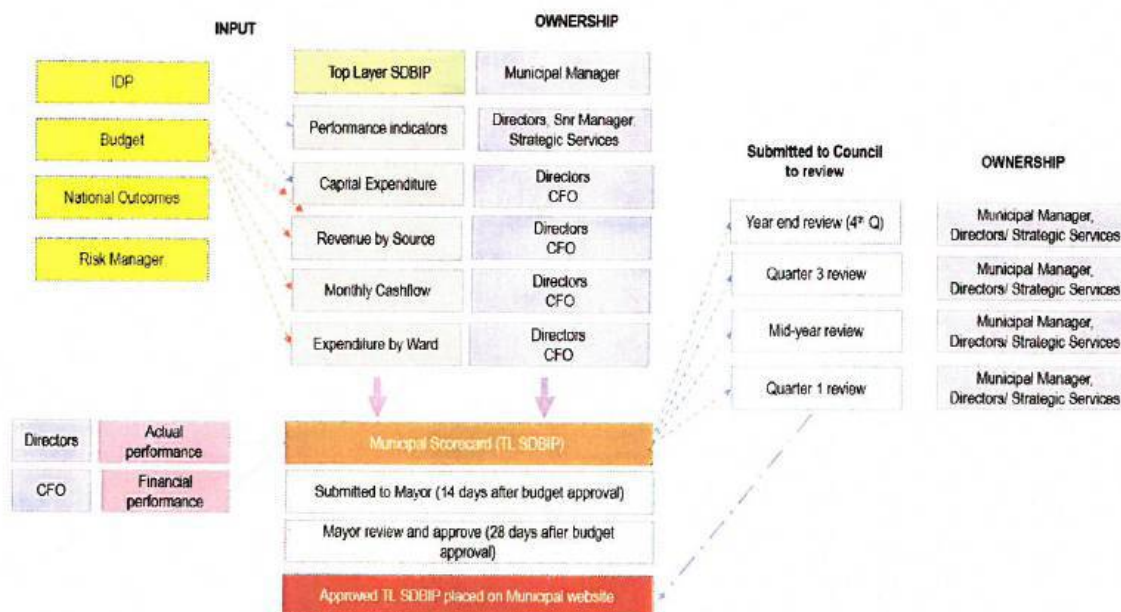 INPUT
OWNERSHIP
IDP
Budget
National Outcomes
Risk Manager
Top Layer SDBIP
Municipal Manager
Performance indicators
Directors, Snr Manager,
Strategic Services
Capital Expenditure
Directors
CFO
Revenue by Source
Directors
CFO
Monthly Cashflow
Directors
CFO
Expenditure by Ward
Directors
CFO
Submitted to Council
to review
OWNERSHIP
Year end review (4th Q)
Municipal Manager,
Directors/ Strategic Services
Quarter 3 review
Municipal Manager,
Directors/ Strategic Services
Mid-year review
Municipal Manager,
Directors/ Strategic Services
Quarter 1 review
Municipal Manager,
Directors/ Strategic Services
Directors
Actual
performance
CFO
Financial
performance
Municipal Scorecard (TL SDBIP)
Submitted to Mayor (14 days after budget approval)
Mayor review and approve (28 days after budget
approval)
Approved TL SDBIP placed on Municipal website